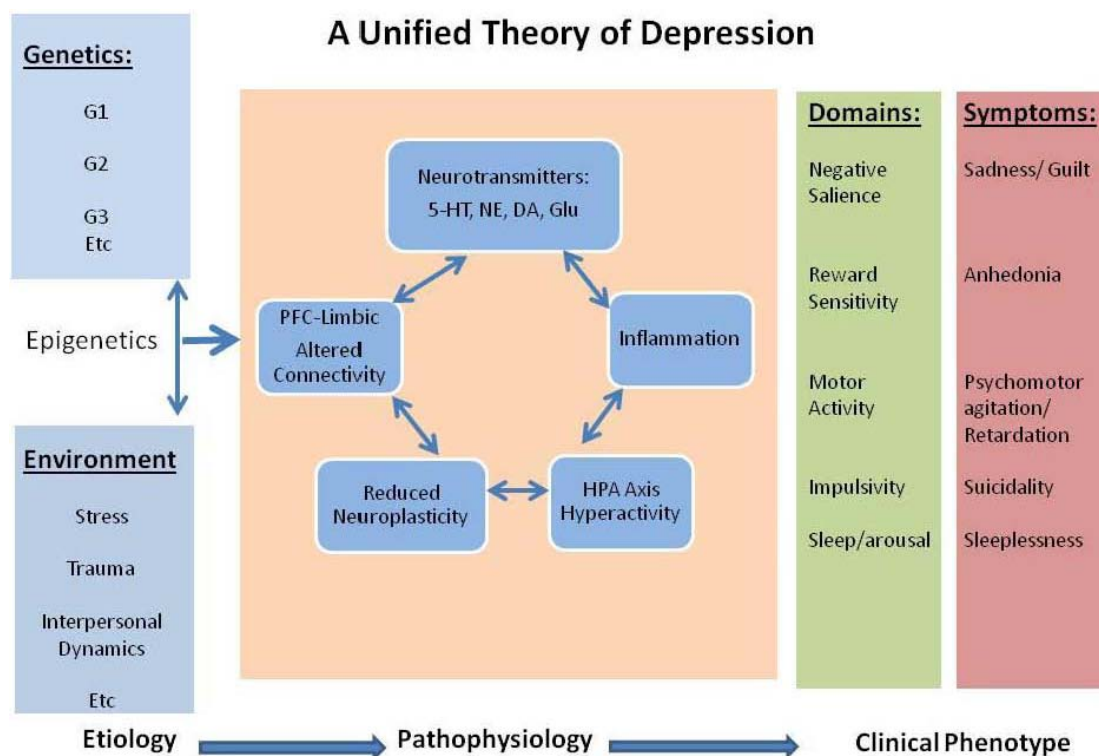 A Unified Theory of Depression
Genetics:
G1
G2
G3
Etc
Epigenetics
Environment
Stress
Trauma
Interpersonal
Dynamics
Etc
Neurotransmitters:
5-HT, NE, DA, Glu
PFC-Limbic
Altered
Connectivity
Inflammation
Reduced
Neuroplasticity
HPA Axis
Hyperactivity
Domains:
Negative
Salience
Reward
Sensitivity
Motor
Activity
Impulsivity
Sleep/arousal
Symptoms:
Sadness/ Guilt
Anhedonia
Psychomotor
agitation/
Retardation
Suicidality
Sleeplessness
Etiology
Pathophysiology
Clinical Phenotype